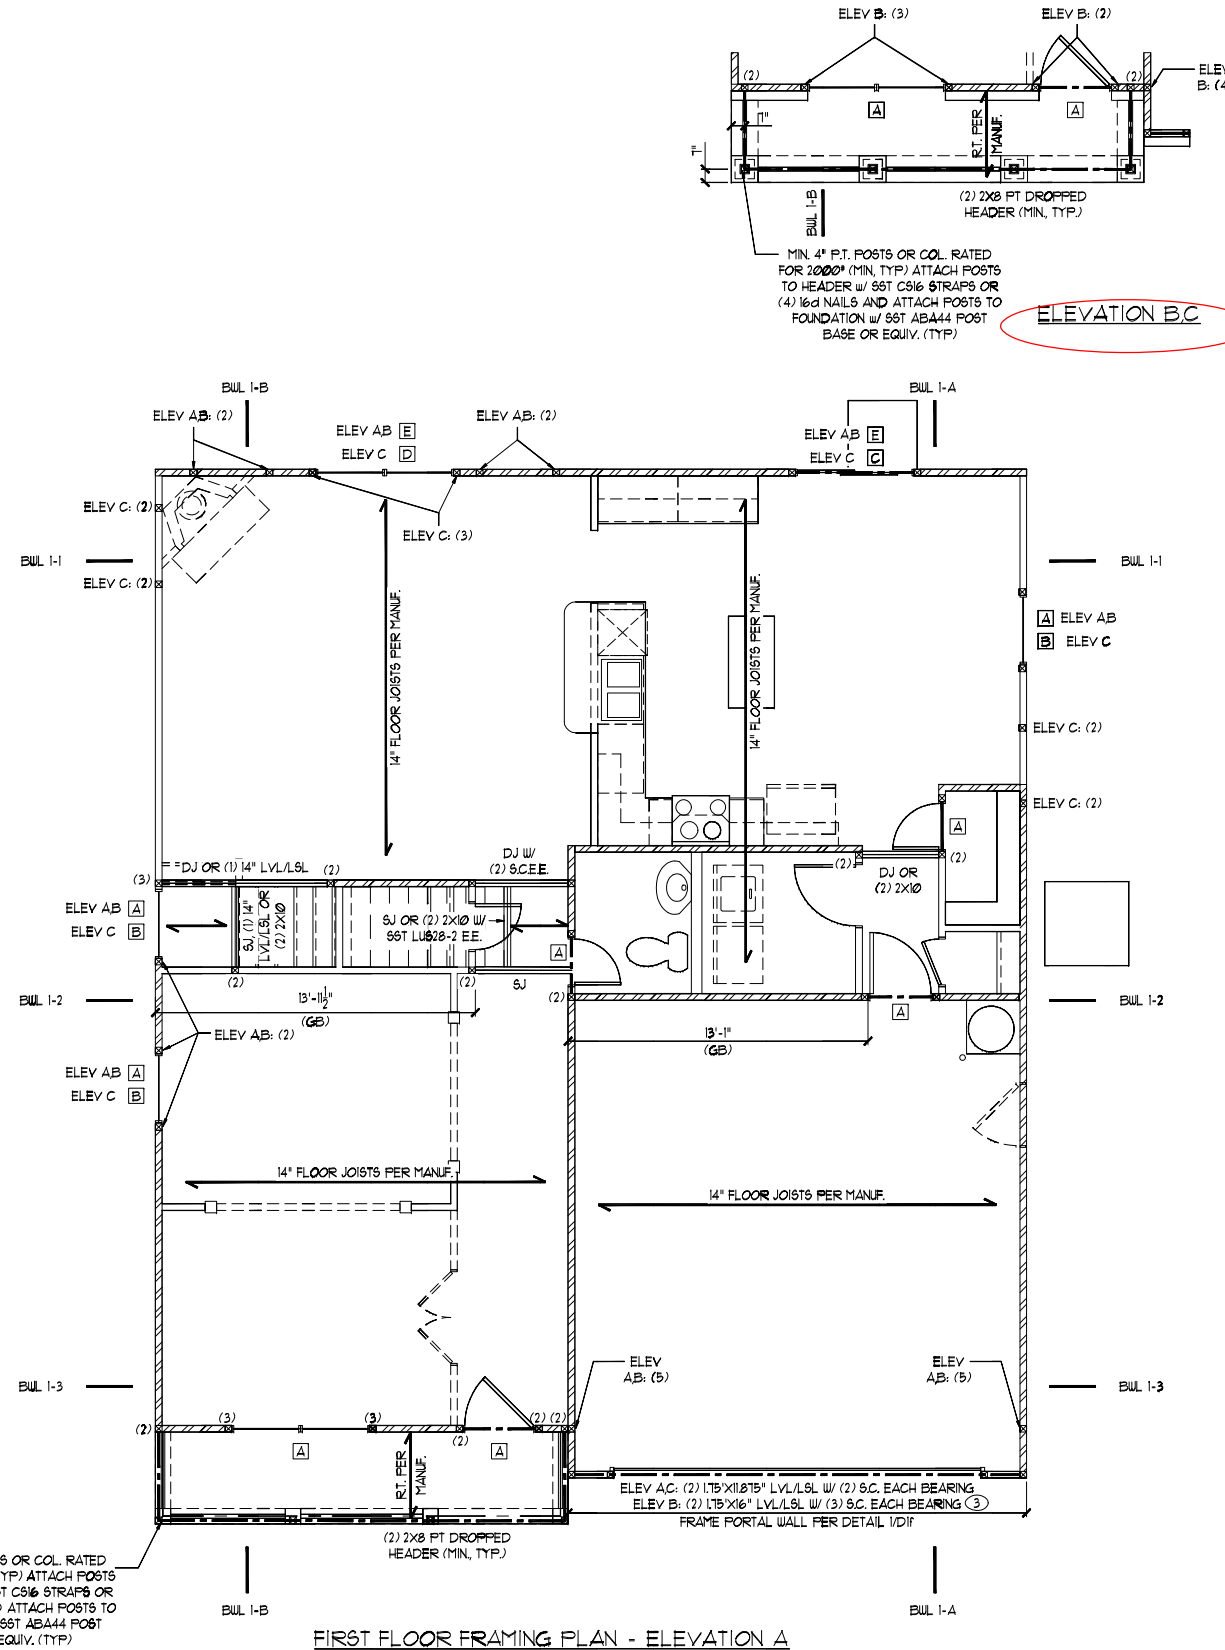 ELEV B: (3)
ELEV B: (2)
(2)
(2)
ELEV
B: (4
A
A
7"
7"
R.T. PER
MANUF.
(2) 2X8 PT DROPPED
HEADER (MIN., TYP.)
BWL 1-B
MIN. 4" P.T. POSTS OR COL. RATED
FOR 2000# (MIN, TYP) ATTACH POSTS
TO HEADER W/ SST CS16 STRAPS OR
(4) 16d NAILS AND ATTACH POSTS TO
FOUNDATION W/ SST ABA44 POST
BASE OR EQUIV. (TYP)
ELEVATION B,C
BWL 1-B
BWL 1-A
ELEV A,B: (2)
ELEV A,B E
ELEV C D
ELEV A,B: (2)
ELEV A,B E
ELEV C C
ELEV C: (2)
ELEV C: (3)
BWL 1-1
BWL 1-1
ELEV C: (2)
14" FLOOR JOISTS PER MANUF.
14" FLOOR JOISTS PER MANUF.
A ELEV A,B
B ELEV C
ELEV C: (2)
ELEV C: (2)
A
DJ OR (1) 14" LVL/LSL
(2)
DJ W/
(2) S.C.E.E.
(2)
DJ OR
(2) 2X10
(2)
(3)
ELEV A,B A
ELEV C B
SJ, (1) 14"
LVL/LSL OR
(2) 2X10
SJ OR (2) 2X10 W/
SST LUS28-2 E.E.
A
(2)
(2)
SJ
(2)
BWL 1-2
BWL 1-2
13'-11 1/2"
(GB)
A
ELEV A,B: (2)
13'-1"
(GB)
ELEV A,B A
ELEV C B
14" FLOOR JOISTS PER MANUF.
14" FLOOR JOISTS PER MANUF.
ELEV
A,B: (5)
ELEV
A,B: (5)
BWL 1-3
BWL 1-3
(2)
(3)
(3)
(2)
(2)
(2)
A
A
R.T. PER
MANUF.
ELEV A,C: (2) 1.75"X11.875" LVL/LSL W/ (2) S.C. EACH BEARING
ELEV B: (2) 1.75"X16" LVL/LSL W/ (3) S.C. EACH BEARING 3
FRAME PORTAL WALL PER DETAIL 1/D1f
(2) 2X8 PT DROPPED
HEADER (MIN., TYP.)
S OR COL. RATED
YP) ATTACH POSTS
T CS16 STRAPS OR
ATTACH POSTS TO
SST ABA44 POST
EQUIV. (TYP)
BWL 1-B
BWL 1-A
FIRST FLOOR FRAMING PLAN - ELEVATION A